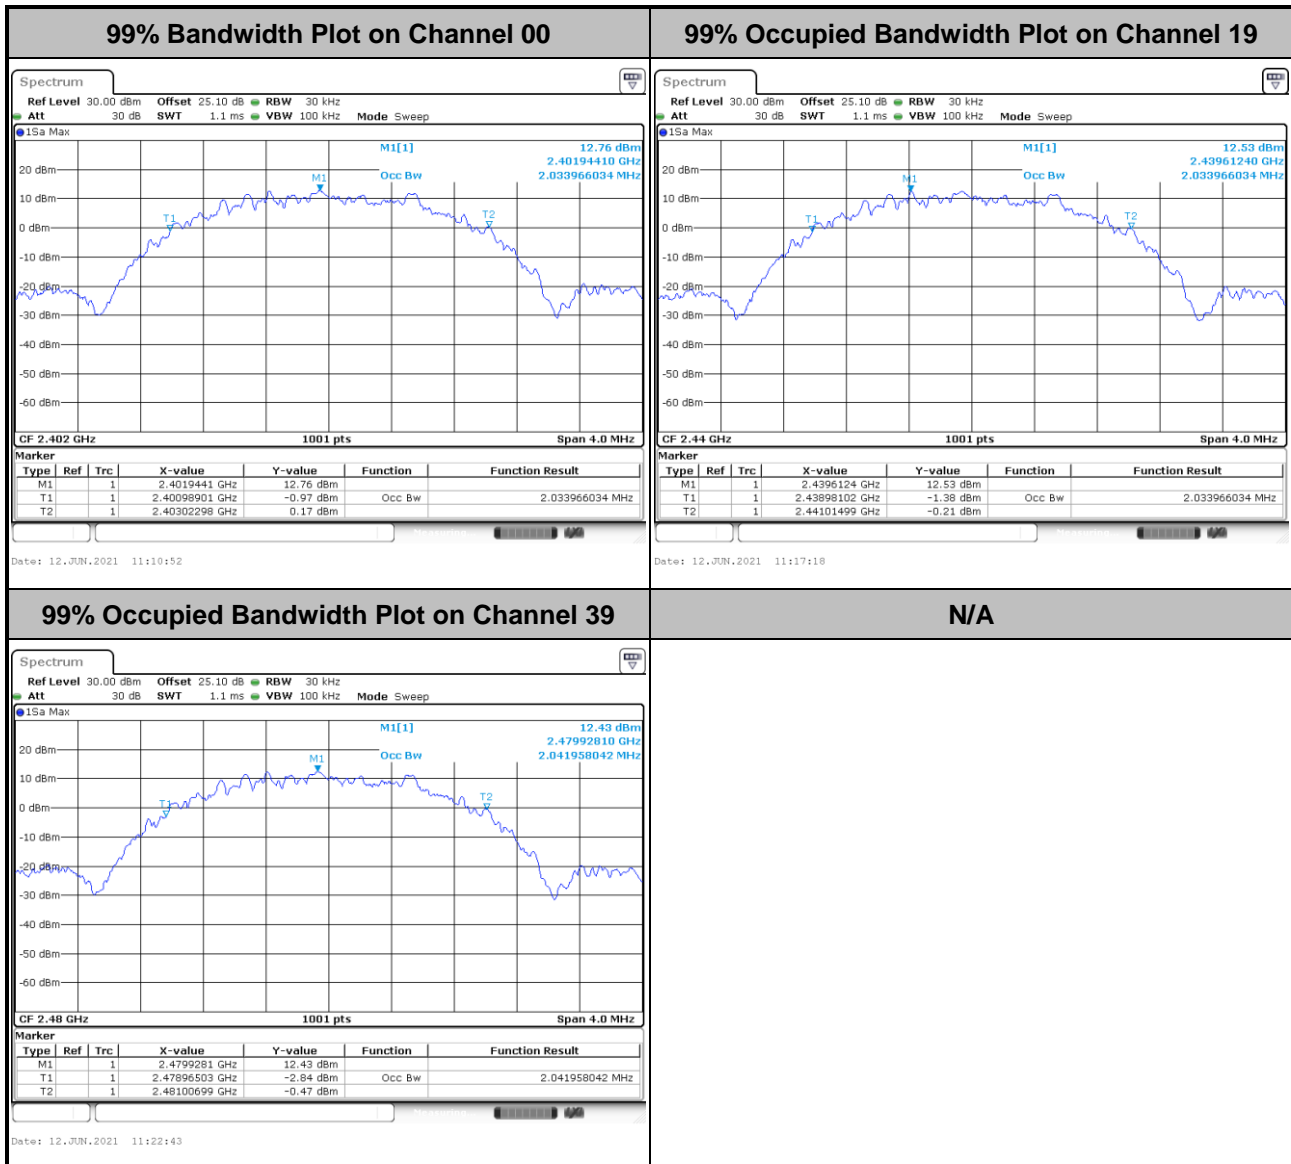 99% Bandwidth Plot on Channel 00
Spectrum
Ref Level 30.00 dBm Offset 25.10 dB RBW 30 kHz
Att 30 dB SWT 1.1 ms VBW 100 kHz Mode Sweep
1Sa Max
M1[1] 12.76 dBm
2.40194410 GHz
Occ Bw 2.033966034 MHz
20 dBm
M1
10 dBm
T1
T2
0 dBm
-10 dBm
-20 dBm
-30 dBm
-40 dBm
-50 dBm
-60 dBm
CF 2.402 GHz 1001 pts Span 4.0 MHz
Marker
Type Ref Trc X-value Y-value Function Function Result
M1 1 2.4019441 GHz 12.76 dBm
T1 1 2.40098901 GHz -0.97 dBm Occ Bw 2.033966034 MHz
T2 1 2.40302298 GHz 0.17 dBm
Date: 12.JUN.2021 11:10:52
99% Occupied Bandwidth Plot on Channel 19
Spectrum
Ref Level 30.00 dBm Offset 25.10 dB RBW 30 kHz
Att 30 dB SWT 1.1 ms VBW 100 kHz Mode Sweep
1Sa Max
M1[1] 12.53 dBm
2.43961240 GHz
Occ Bw 2.033966034 MHz
20 dBm
M1
10 dBm
T1
T2
0 dBm
-10 dBm
-20 dBm
-30 dBm
-40 dBm
-50 dBm
-60 dBm
CF 2.44 GHz 1001 pts Span 4.0 MHz
Marker
Type Ref Trc X-value Y-value Function Function Result
M1 1 2.4396124 GHz 12.53 dBm
T1 1 2.43898102 GHz -1.38 dBm Occ Bw 2.033966034 MHz
T2 1 2.44101499 GHz -0.21 dBm
Date: 12.JUN.2021 11:17:18
99% Occupied Bandwidth Plot on Channel 39
N/A
Spectrum
Ref Level 30.00 dBm Offset 25.10 dB RBW 30 kHz
Att 30 dB SWT 1.1 ms VBW 100 kHz Mode Sweep
1Sa Max
M1[1] 12.43 dBm
2.47992810 GHz
Occ Bw 2.041958042 MHz
20 dBm
M1
10 dBm
T1
T2
0 dBm
-10 dBm
-20 dBm
-30 dBm
-40 dBm
-50 dBm
-60 dBm
CF 2.48 GHz 1001 pts Span 4.0 MHz
Marker
Type Ref Trc X-value Y-value Function Function Result
M1 1 2.4799281 GHz 12.43 dBm
T1 1 2.47896503 GHz -2.84 dBm Occ Bw 2.041958042 MHz
T2 1 2.48100699 GHz -0.47 dBm
Date: 12.JUN.2021 11:22:43